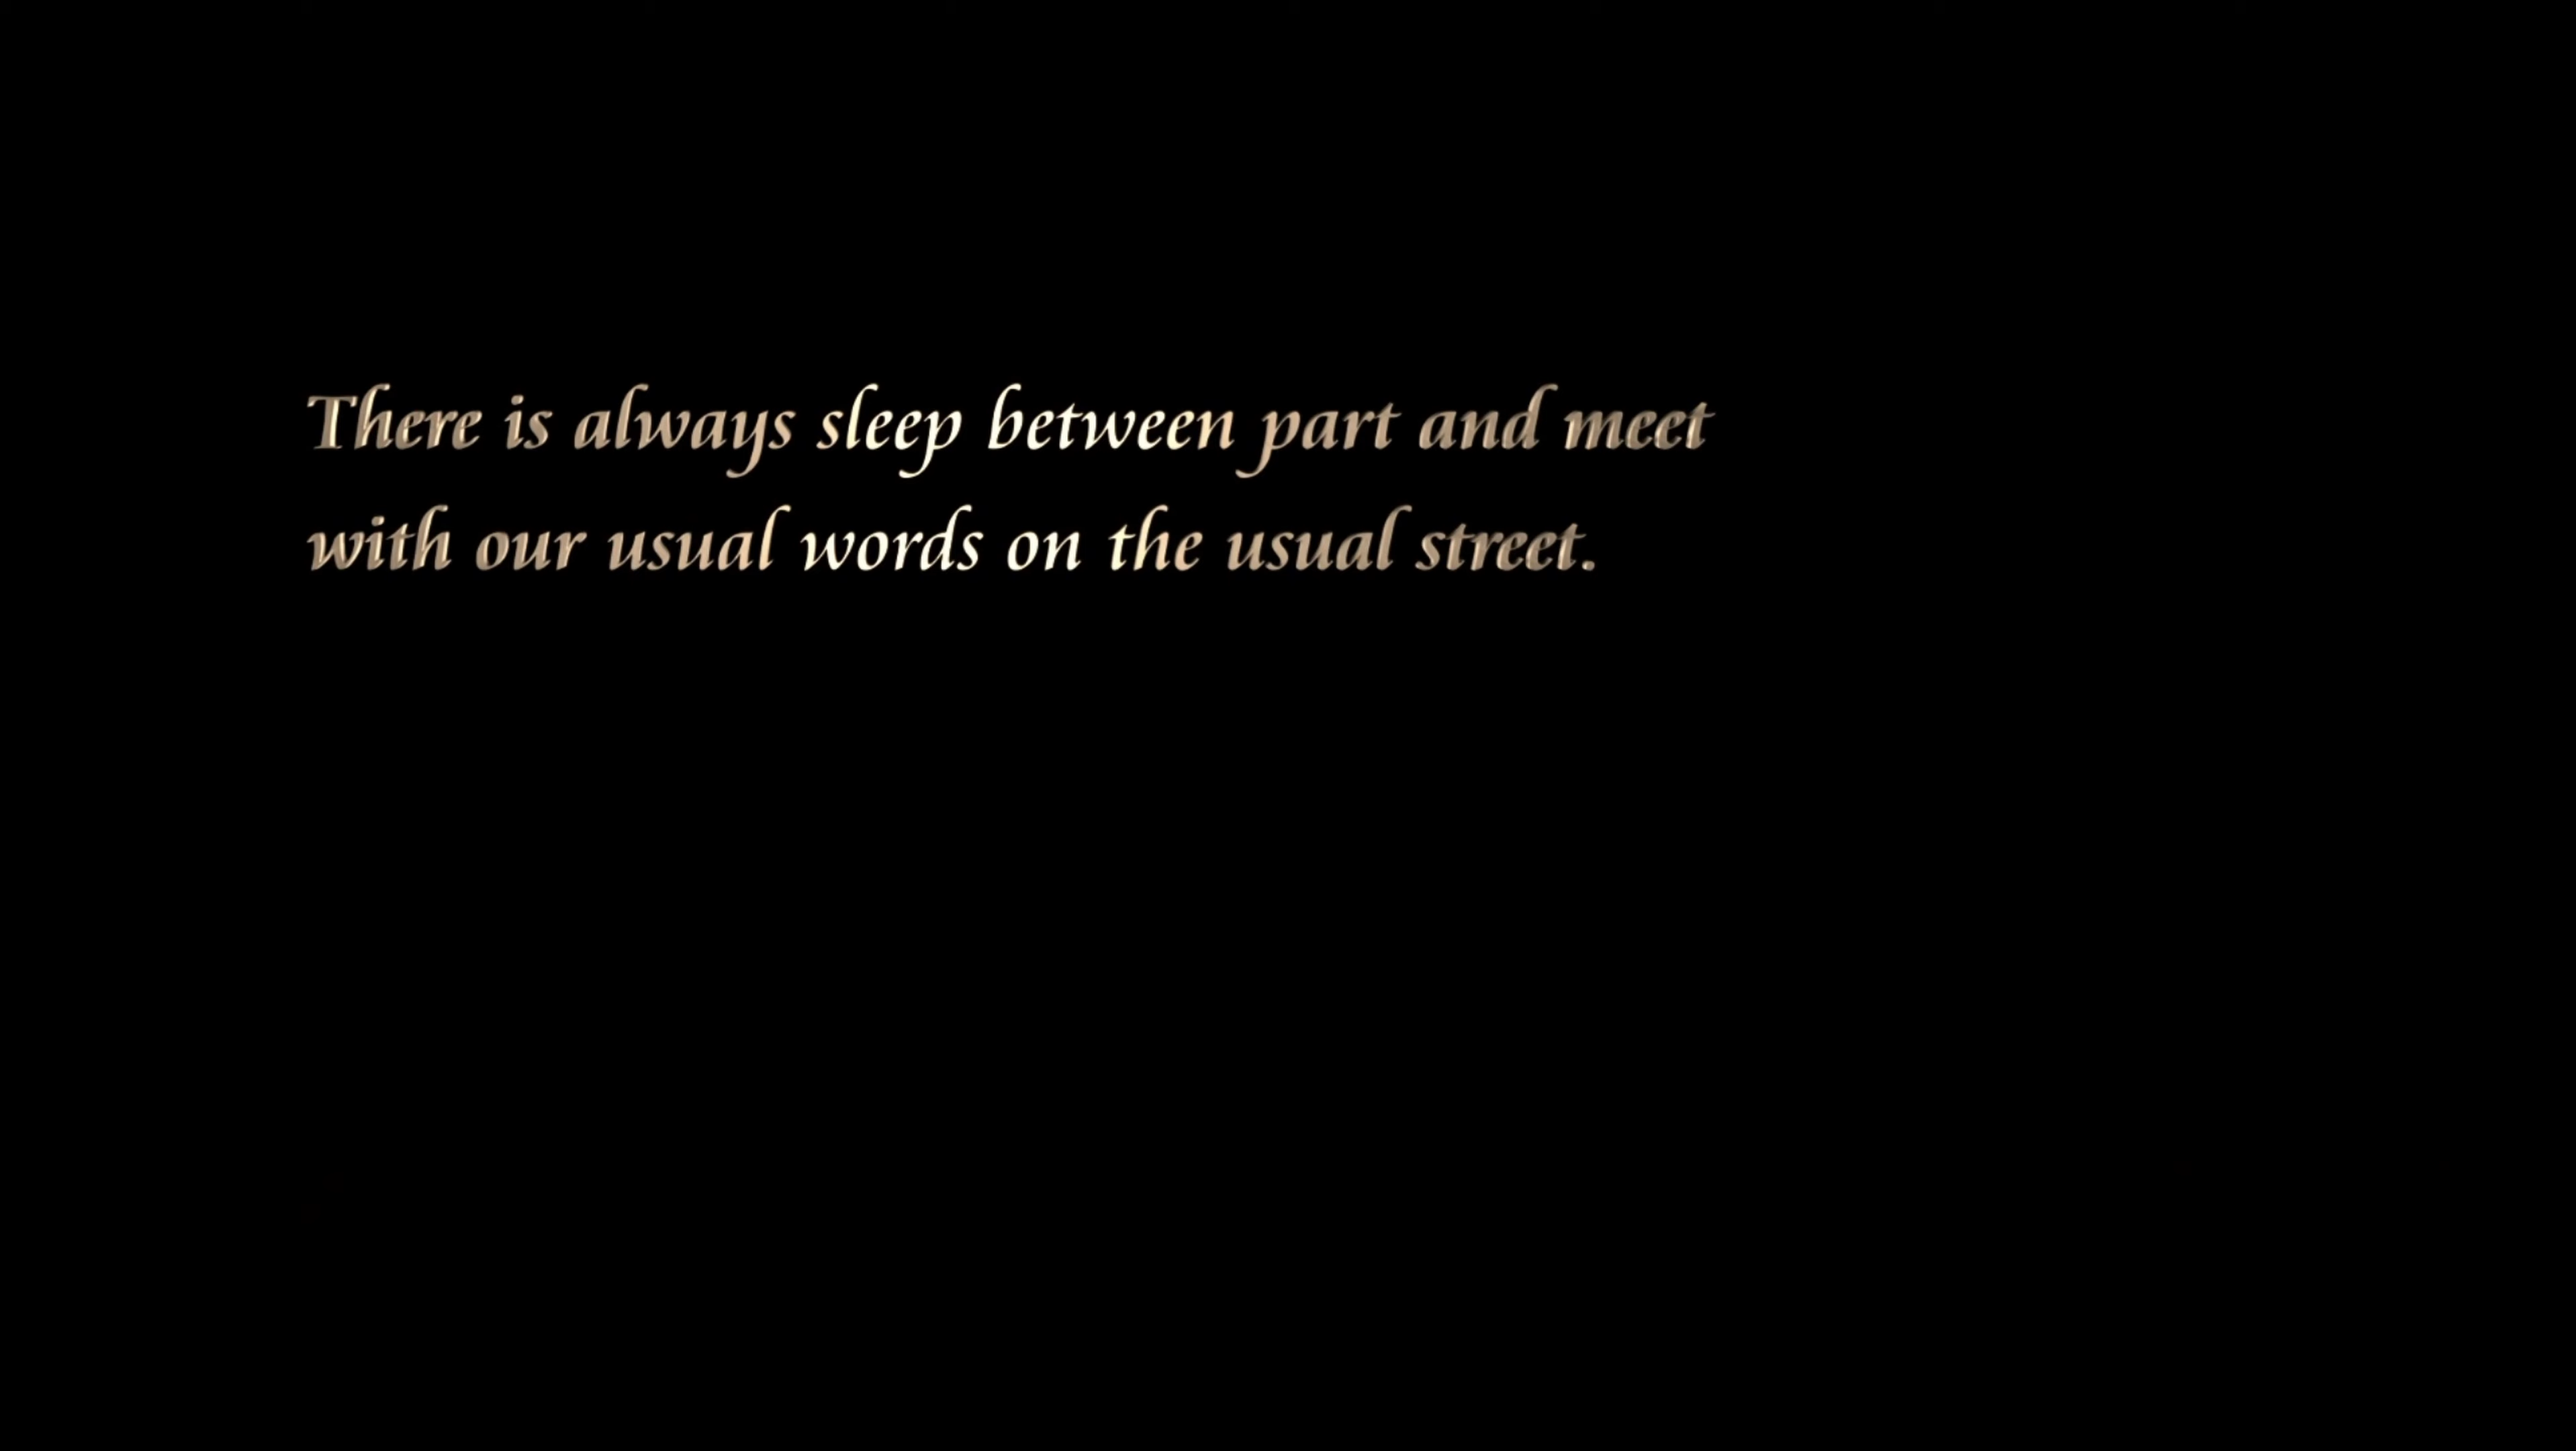 There is always sleep between part and meet
with our usual words on the usual street.